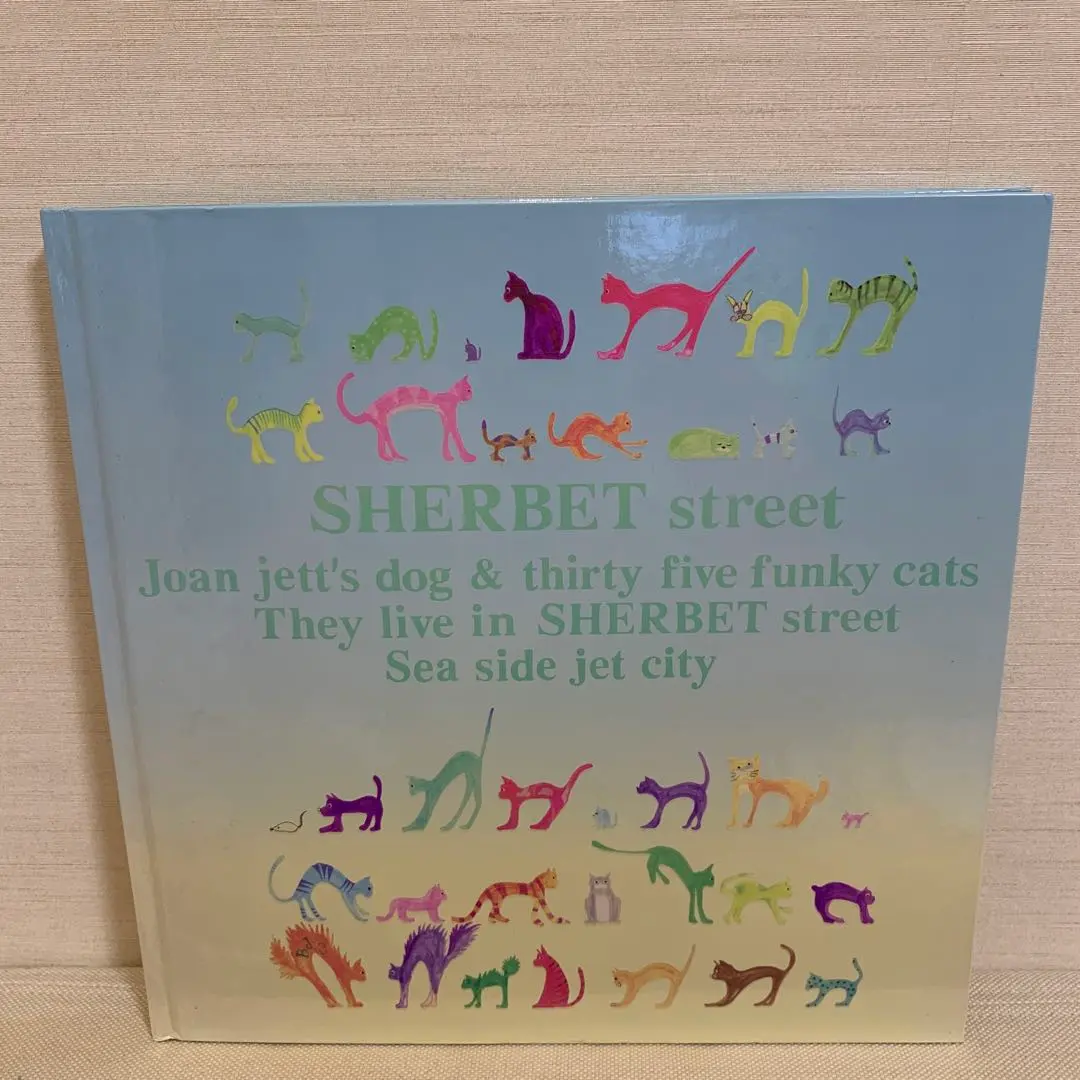 SHERBET street
Joan jett's dog & thirty five funky cats
They live in SHERBET street
Sea side jet city